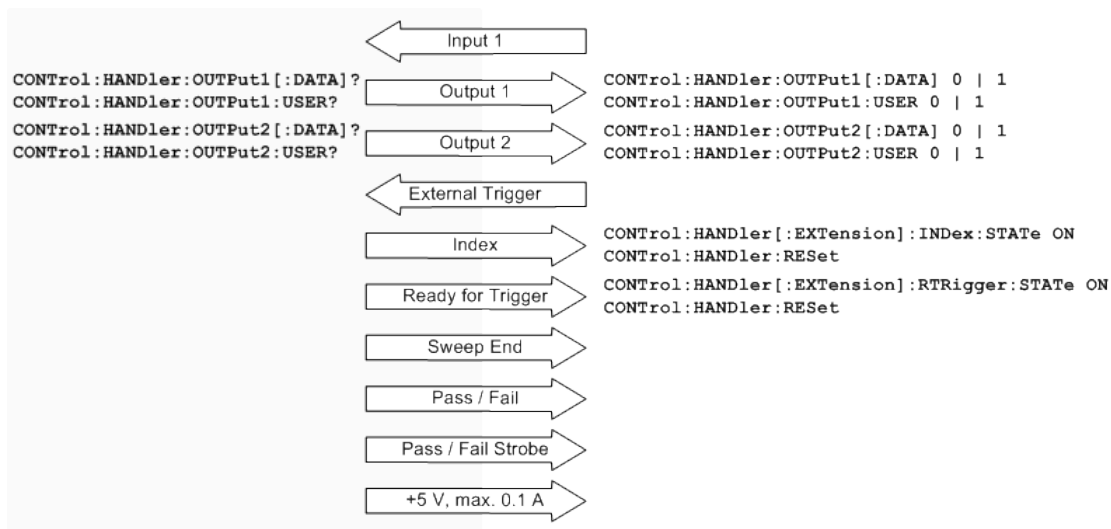 Input 1
CONTrol:HANDler:OUTPut1[:DATA]?
CONTrol:HANDler:OUTPut1:USER?
Output 1
CONTrol:HANDler:OUTPut1[:DATA] 0 | 1
CONTrol:HANDler:OUTPut1:USER 0 | 1
CONTrol:HANDler:OUTPut2[:DATA]?
CONTrol:HANDler:OUTPut2:USER?
Output 2
CONTrol:HANDler:OUTPut2[:DATA] 0 | 1
CONTrol:HANDler:OUTPut2:USER 0 | 1
External Trigger
Index
CONTrol:HANDler[:EXTension]:INDex:STATe ON
CONTrol:HANDler:RESet
Ready for Trigger
CONTrol:HANDler[:EXTension]:RTRigger:STATe ON
CONTrol:HANDler:RESet
Sweep End
Pass / Fail
Pass / Fail Strobe
+5 V, max. 0.1 A